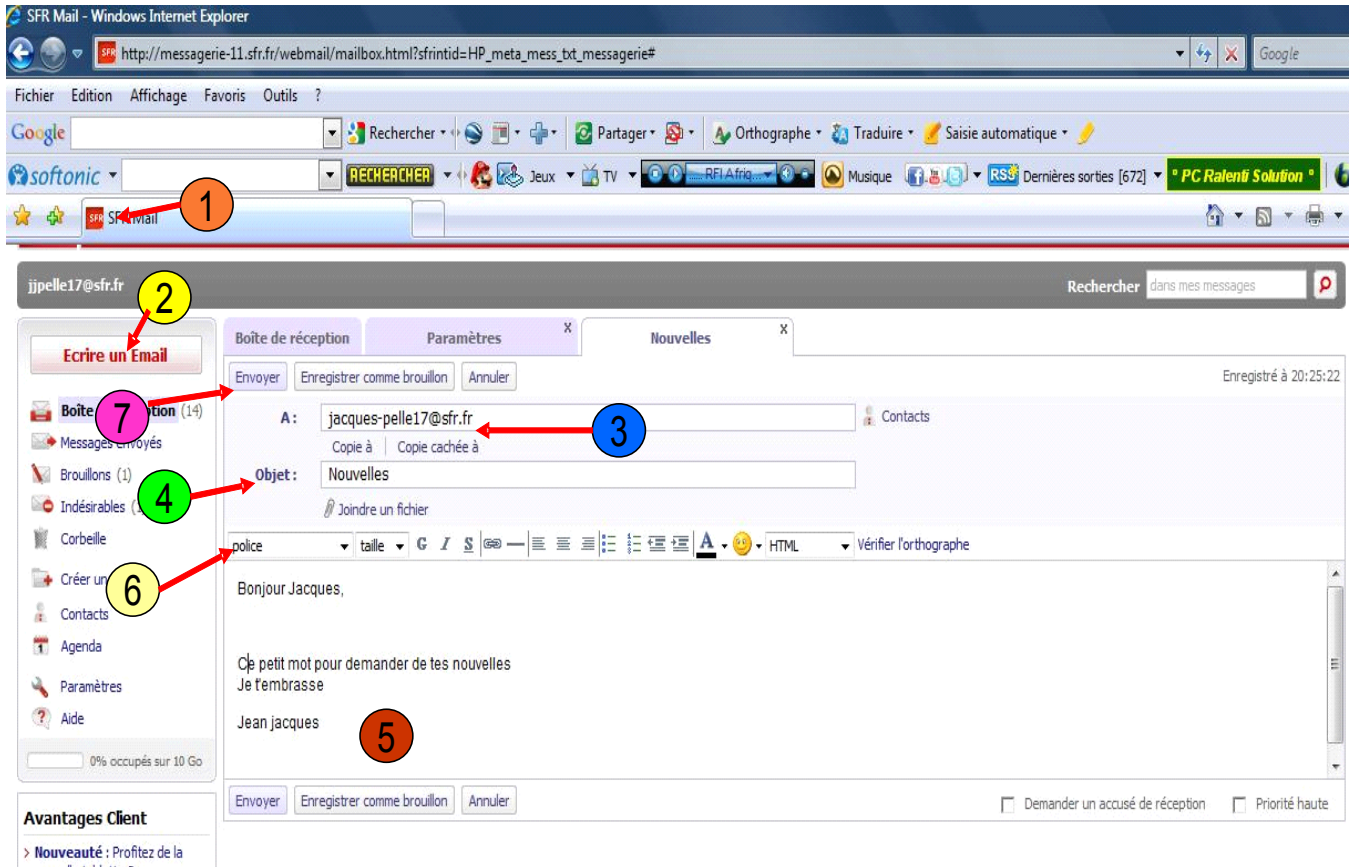 SFR Mail - Windows Internet Explorer
SFR http://messagerie-11.sfr.fr/webmail/mailbox.html?sfrintid=HP_meta_mess_txt_messagerie# Google
Fichier Edition Affichage Favoris Outils ?
Google Rechercher Partager Orthographe Traduire Saisie automatique
softonic RECHERCHER Jeux TV ..... RFI Afriq... Musique RSS Dernières sorties [672] * PC Ralenti Solution *
SFR SFR Mail 1
jjpelle17@sfr.fr Rechercher dans mes messages
2
Ecrire un Email
Boîte de réception Paramètres X Nouvelles X
Envoyer Enregistrer comme brouillon Annuler Enregistré à 20:25:22
7
Boîte (14)
Messages envoyés
Brouillons (1)
Indésirables
Corbeille
Créer un
Contacts
Agenda
Paramètres
Aide
0% occupés sur 10 Go
A : jacques-pelle17@sfr.fr Contacts
3
Copie à Copie cachée à
4
Objet : Nouvelles
Joindre un fichier
6
police taille G I S A HTML Vérifier l'orthographe
Bonjour Jacques,
Ce petit mot pour demander de tes nouvelles
Je t'embrasse
Jean jacques
5
Envoyer Enregistrer comme brouillon Annuler Demander un accusé de réception Priorité haute
Avantages Client
> Nouveauté : Profitez de la